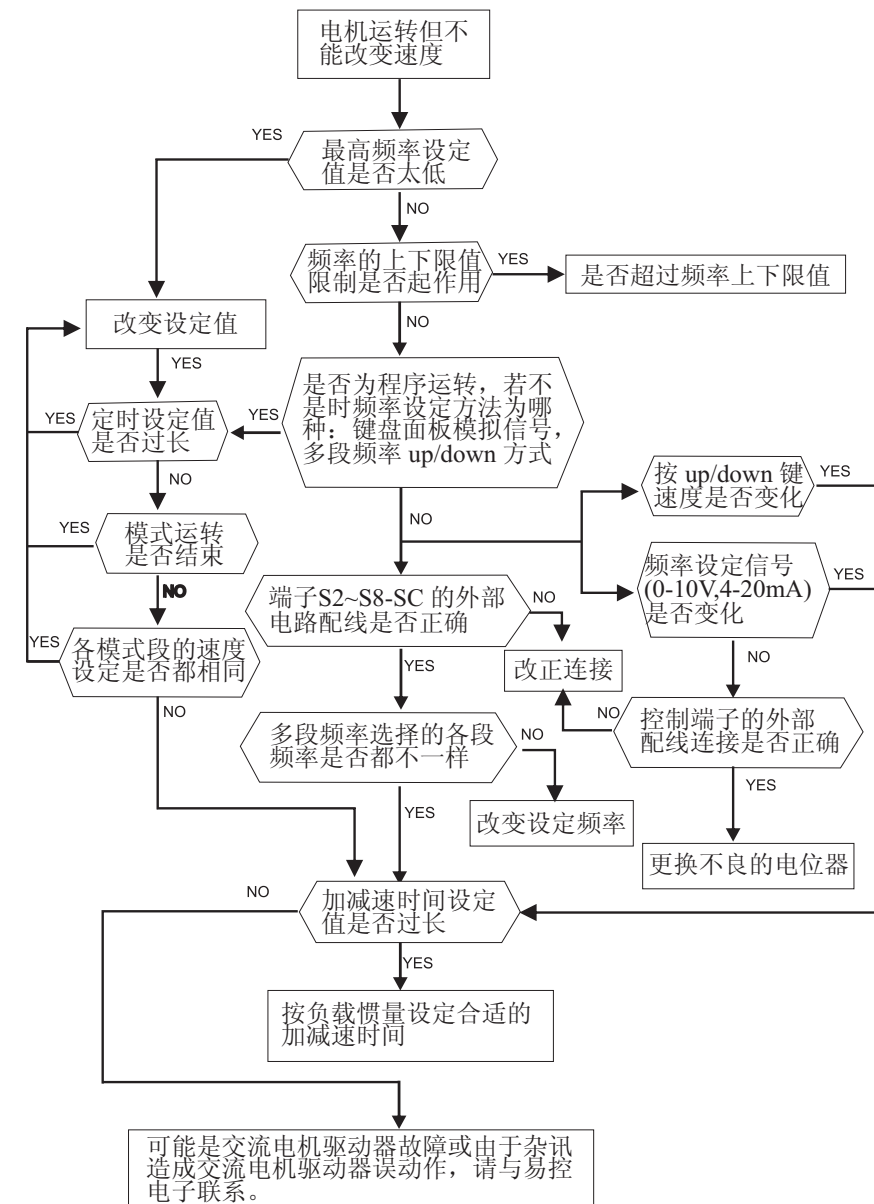 电机运转但不
能改变速度
YES
最高频率设定
值是否太低
NO
频率的上下限值
限制是否起作用
YES
是否超过频率上下限值
改变设定值
NO
YES
是否为程序运转，若不
是时频率设定方法为哪
种：键盘面板模拟信号，
多段频率 up/down 方式
YES
定时设定值
是否过长
YES
NO
按 up/down 键
速度是否变化
YES
NO
YES
模式运转
是否结束
NO
频率设定信号
(0-10V,4-20mA)
是否变化
YES
端子S2~S8-SC 的外部
电路配线是否正确
NO
YES
各模式段的速度
设定是否都相同
YES
改正连接
NO
NO
多段频率选择的各段
频率是否都不一样
NO
NO
控制端子的外部
配线连接是否正确
YES
YES
改变设定频率
更换不良的电位器
NO
加减速时间设定
值是否过长
YES
按负载惯量设定合适的
加减速时间
可能是交流电机驱动器故障或由于杂讯
造成交流电机驱动器误动作，请与易控
电子联系。